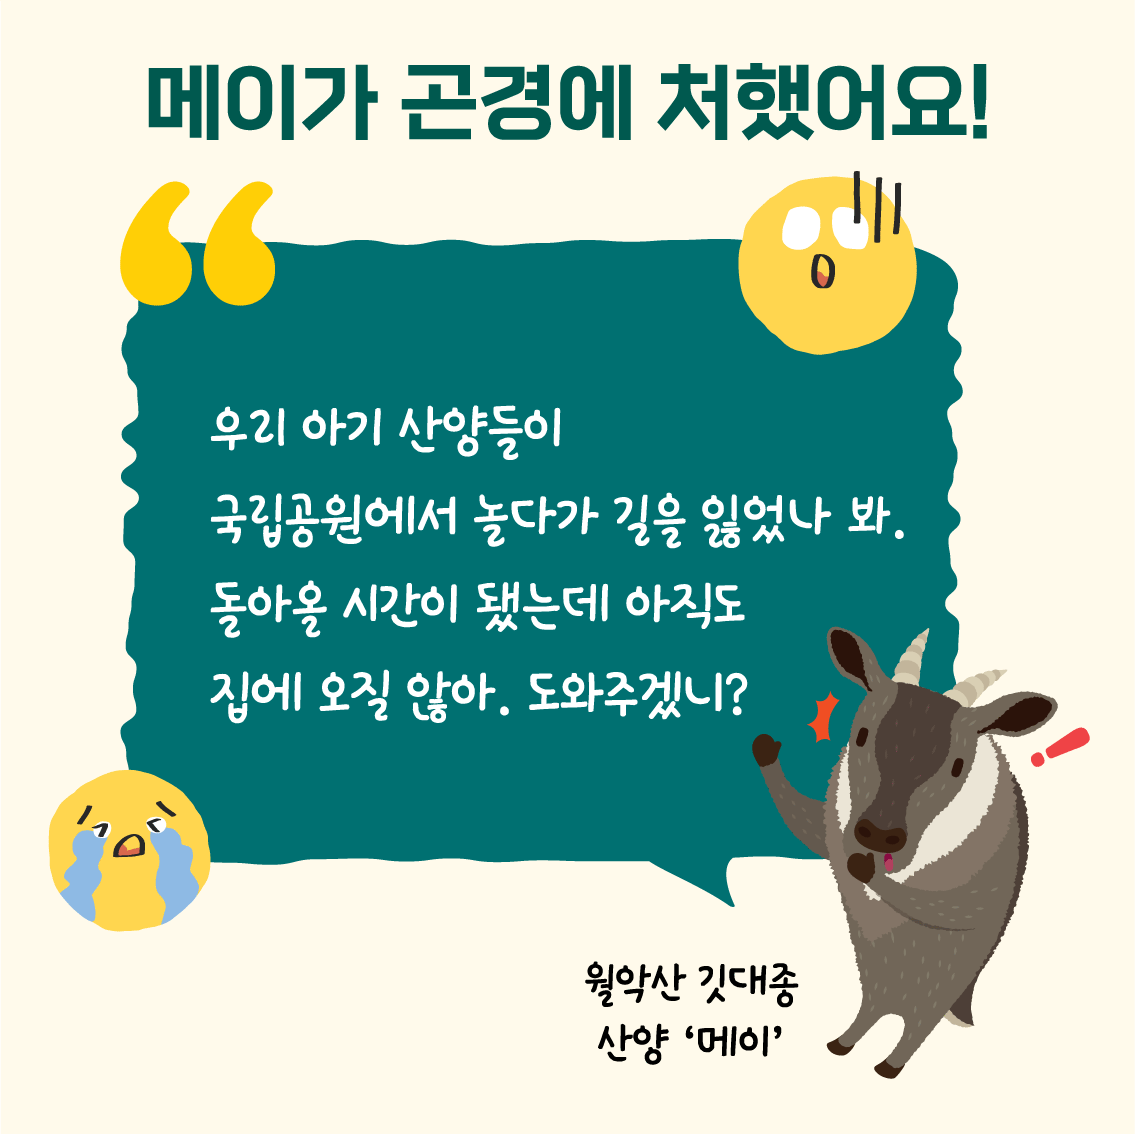 메이가 곤경에 처했어요!
우리 아기 산양들이
국립공원에서 놀다가 길을 잃었나 봐.
돌아올 시간이 됐는데 아직도
집에 오질 않아. 도와주겠니?
월악산 깃대종
산양 ‘메이’